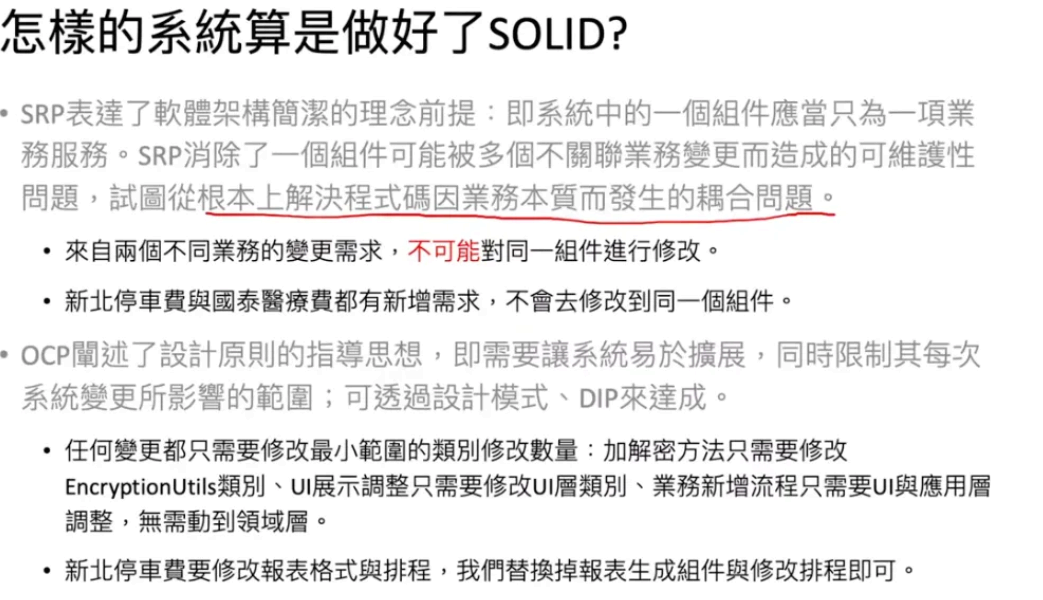 怎樣的系統算是做好了SOLID?
• SRP表達了軟體架構簡潔的理念前提：即系統中的一個組件應當只為一項業
務服務。SRP消除了一個組件可能被多個不關聯業務變更而造成的可維護性
問題，試圖從根本上解決程式碼因業務本質而發生的耦合問題。
• 來自兩個不同業務的變更需求，不可能對同一組件進行修改。
• 新北停車費與國泰醫療費都有新增需求，不會去修改到同一個組件。
• OCP闡述了設計原則的指導思想，即需要讓系統易於擴展，同時限制其每次
系統變更所影響的範圍；可透過設計模式、DIP來達成。
• 任何變更都只需要修改最小範圍的類別修改數量：加解密方法只需要修改
EncryptionUtils類別、UI展示調整只需要修改UI層類別、業務新增流程只需要UI與應用層
調整，無需動到領域層。
• 新北停車費要修改報表格式與排程，我們替換掉報表生成組件與修改排程即可。